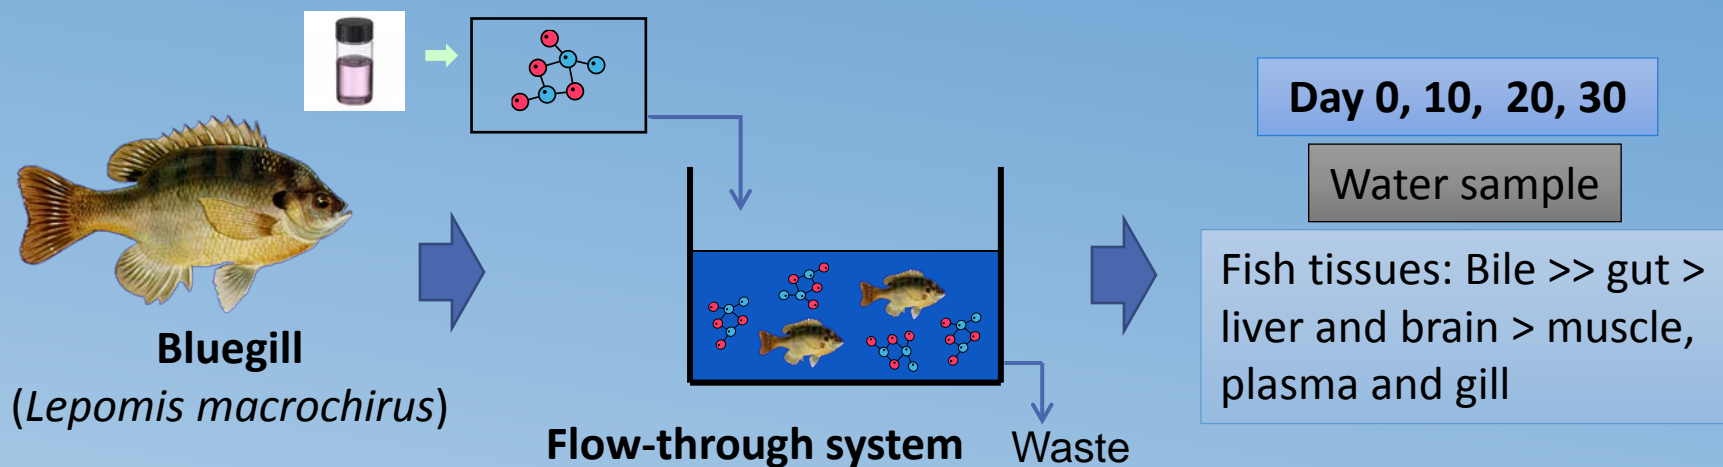 Bluegill
(Lepomis macrochirus)
Flow-through system
Waste
Day 0, 10, 20, 30
Water sample
Fish tissues: Bile >> gut >
liver and brain > muscle,
plasma and gill